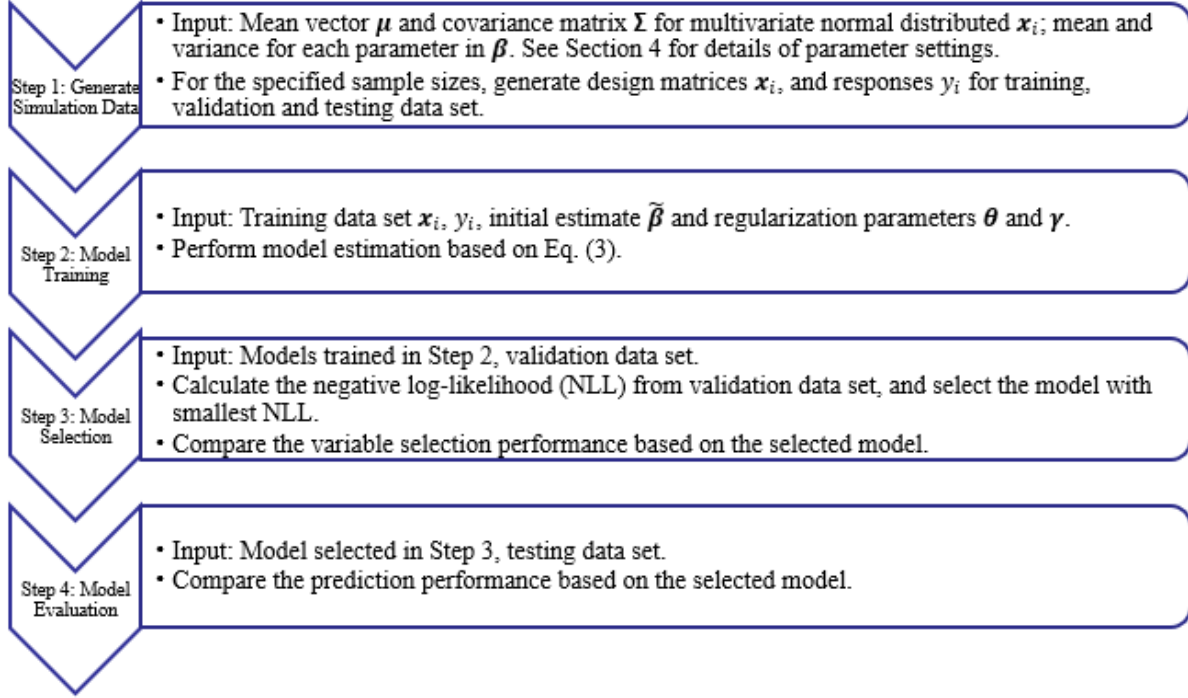 Step 1: Generate
Simulation Data
• Input: Mean vector μ and covariance matrix Σ for multivariate normal distributed xᵢ; mean and
variance for each parameter in β. See Section 4 for details of parameter settings.
• For the specified sample sizes, generate design matrices xᵢ, and responses yᵢ for training,
validation and testing data set.
Step 2: Model
Training
• Input: Training data set xᵢ, yᵢ, initial estimate β̃ and regularization parameters θ and γ.
• Perform model estimation based on Eq. (3).
Step 3: Model
Selection
• Input: Models trained in Step 2, validation data set.
• Calculate the negative log-likelihood (NLL) from validation data set, and select the model with
smallest NLL.
• Compare the variable selection performance based on the selected model.
Step 4: Model
Evaluation
• Input: Model selected in Step 3, testing data set.
• Compare the prediction performance based on the selected model.